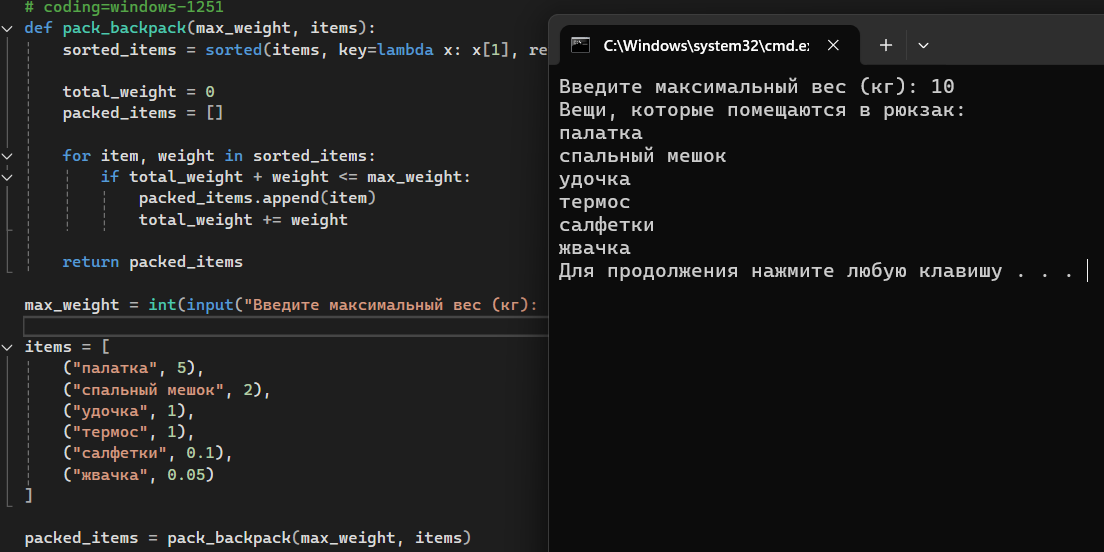 # coding=windows-1251
def pack_backpack(max_weight, items):
sorted_items = sorted(items, key=lambda x: x[1], re
total_weight = 0
packed_items = []
for item, weight in sorted_items:
if total_weight + weight <= max_weight:
packed_items.append(item)
total_weight += weight
return packed_items
max_weight = int(input("Введите максимальный вес (кг):
items = [
("палатка", 5),
("спальный мешок", 2),
("удочка", 1),
("термос", 1),
("салфетки", 0.1),
("жвачка", 0.05)
]
packed_items = pack_backpack(max_weight, items)
C:\Windows\system32\cmd.ex
Введите максимальный вес (кг): 10
Вещи, которые помещаются в рюкзак:
палатка
спальный мешок
удочка
термос
салфетки
жвачка
Для продолжения нажмите любую клавишу . . .